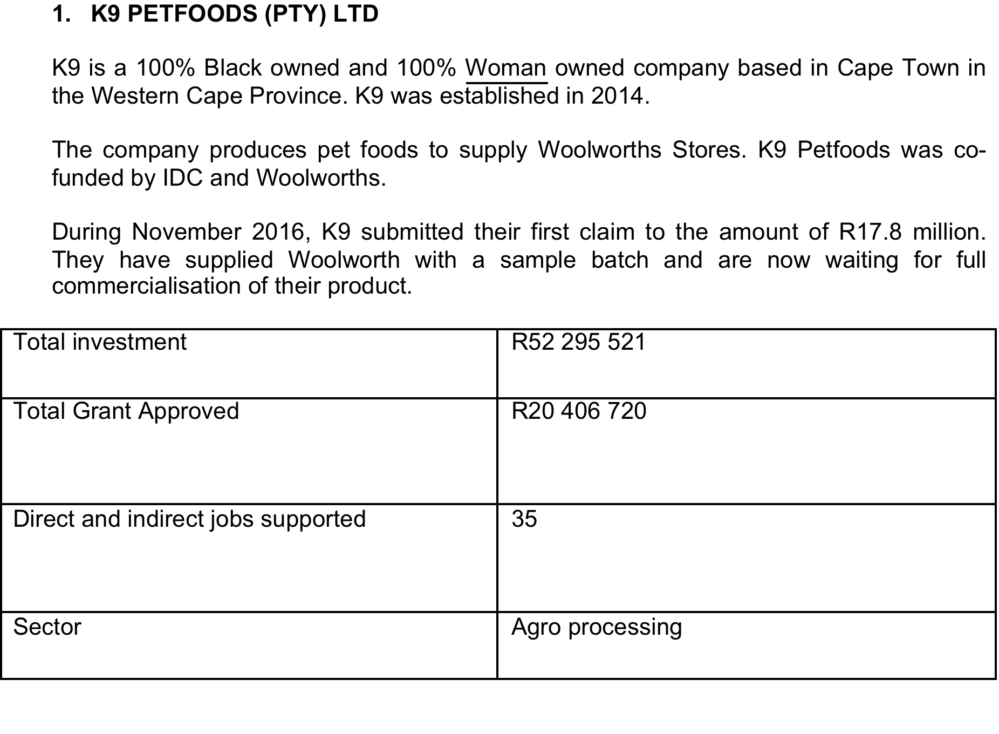 1. K9 PETFOODS (PTY) LTD
K9 is a 100% Black owned and 100% Woman owned company based in Cape Town in
the Western Cape Province. K9 was established in 2014.
The company produces pet foods to supply Woolworths Stores. K9 Petfoods was co-
funded by IDC and Woolworths.
During November 2016, K9 submitted their first claim to the amount of R17.8 million.
They have supplied Woolworth with a sample batch and are now waiting for full
commercialisation of their product.
Total investment R52 295 521
Total Grant Approved R20 406 720
Direct and indirect jobs supported 35
Sector Agro processing